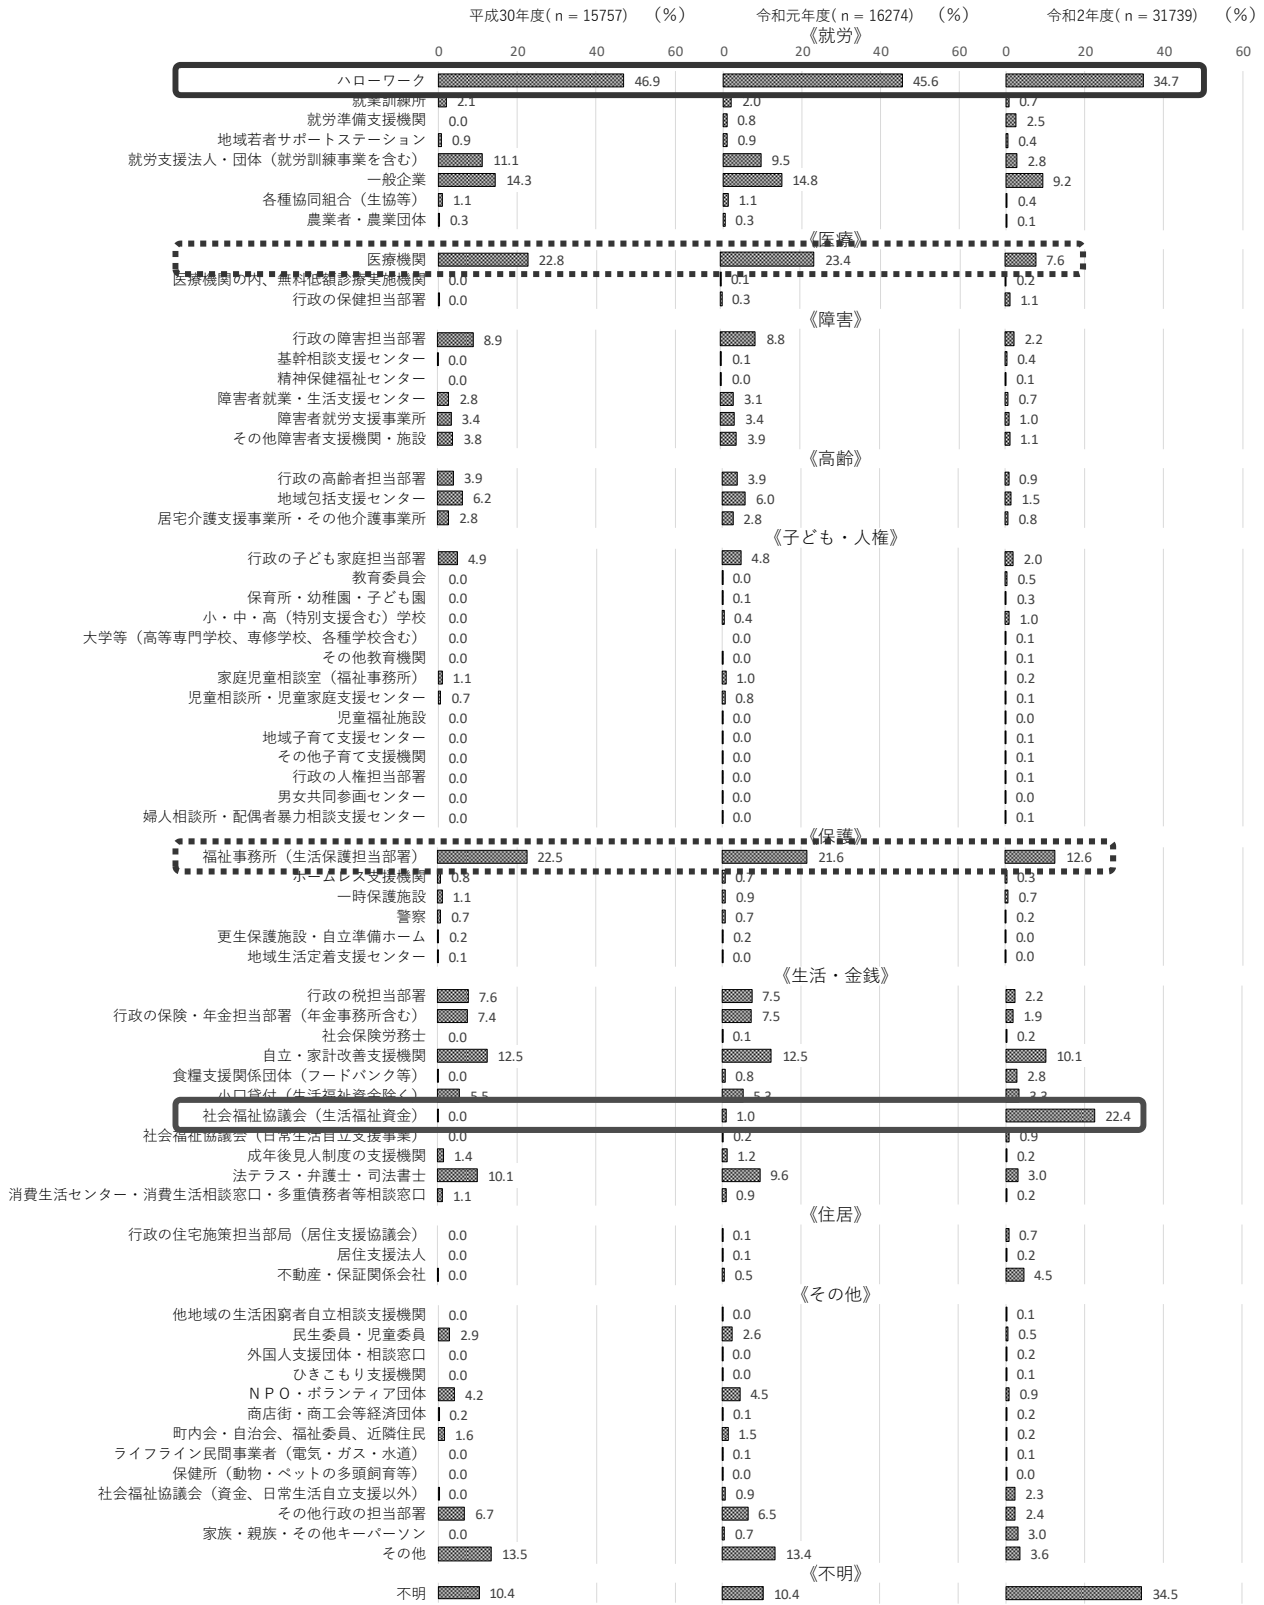 平成30年度( n = 15757) (%) 令和元年度( n = 16274) (%) 令和2年度( n = 31739) (%)
《就労》
0 20 40 60 0 20 40 60 0 20 40 60
ハローワーク 46.9 45.6 34.7
就業訓練所 2.1 2.0 0.7
就労準備支援機関 0.0 0.8 2.5
地域若者サポートステーション 0.9 0.9 0.4
就労支援法人・団体（就労訓練事業を含む） 11.1 9.5 2.8
一般企業 14.3 14.8 9.2
各種協同組合（生協等） 1.1 1.1 0.4
農業者・農業団体 0.3 0.3 0.1
《医療》
医療機関 22.8 23.4 7.6
医療機関の内、無料低額診療実施機関 0.0 0.1 0.2
行政の保健担当部署 0.0 0.3 1.1
《障害》
行政の障害担当部署 8.9 8.8 2.2
基幹相談支援センター 0.0 0.1 0.4
精神保健福祉センター 0.0 0.0 0.1
障害者就業・生活支援センター 2.8 3.1 0.7
障害者就労支援事業所 3.4 3.4 1.0
その他障害者支援機関・施設 3.8 3.9 1.1
《高齢》
行政の高齢者担当部署 3.9 3.9 0.9
地域包括支援センター 6.2 6.0 1.5
居宅介護支援事業所・その他介護事業所 2.8 2.8 0.8
《子ども・人権》
行政の子ども家庭担当部署 4.9 4.8 2.0
教育委員会 0.0 0.0 0.5
保育所・幼稚園・子ども園 0.0 0.1 0.3
小・中・高（特別支援含む）学校 0.0 0.4 1.0
大学等（高等専門学校、専修学校、各種学校含む） 0.0 0.0 0.1
その他教育機関 0.0 0.0 0.1
家庭児童相談室（福祉事務所） 1.1 1.0 0.2
児童相談所・児童家庭支援センター 0.7 0.8 0.1
児童福祉施設 0.0 0.0 0.0
地域子育て支援センター 0.0 0.0 0.1
その他子育て支援機関 0.0 0.0 0.1
行政の人権担当部署 0.0 0.0 0.1
男女共同参画センター 0.0 0.0 0.0
婦人相談所・配偶者暴力相談支援センター 0.0 0.0 0.1
《保護》
福祉事務所（生活保護担当部署） 22.5 21.6 12.6
ホームレス支援機関 0.8 0.7 0.3
一時保護施設 1.1 0.9 0.7
警察 0.7 0.7 0.2
更生保護施設・自立準備ホーム 0.2 0.2 0.0
地域生活定着支援センター 0.1 0.0 0.0
《生活・金銭》
行政の税担当部署 7.6 7.5 2.2
行政の保険・年金担当部署（年金事務所含む） 7.4 7.5 1.9
社会保険労務士 0.0 0.1 0.2
自立・家計改善支援機関 12.5 12.5 10.1
食糧支援関係団体（フードバンク等） 0.0 0.8 2.8
小口貸付（生活福祉資金除く） 5.5 5.3 3.3
社会福祉協議会（生活福祉資金） 0.0 1.0 22.4
社会福祉協議会（日常生活自立支援事業） 0.0 0.2 0.9
成年後見人制度の支援機関 1.4 1.2 0.2
法テラス・弁護士・司法書士 10.1 9.6 3.0
消費生活センター・消費生活相談窓口・多重債務者等相談窓口 1.1 0.9 0.2
《住居》
行政の住宅施策担当部局（居住支援協議会） 0.0 0.1 0.7
居住支援法人 0.0 0.1 0.2
不動産・保証関係会社 0.0 0.5 4.5
《その他》
他地域の生活困窮者自立相談支援機関 0.0 0.0 0.1
民生委員・児童委員 2.9 2.6 0.5
外国人支援団体・相談窓口 0.0 0.0 0.2
ひきこもり支援機関 0.0 0.0 0.1
ＮＰＯ・ボランティア団体 4.2 4.5 0.9
商店街・商工会等経済団体 0.2 0.1 0.2
町内会・自治会、福祉委員、近隣住民 1.6 1.5 0.2
ライフライン民間事業者（電気・ガス・水道） 0.0 0.1 0.1
保健所（動物・ペットの多頭飼育等） 0.0 0.0 0.0
社会福祉協議会（資金、日常生活自立支援以外） 0.0 0.9 2.3
その他行政の担当部署 6.7 6.5 2.4
家族・親族・その他キーパーソン 0.0 0.7 3.0
その他 13.5 13.4 3.6
《不明》
不明 10.4 10.4 34.5